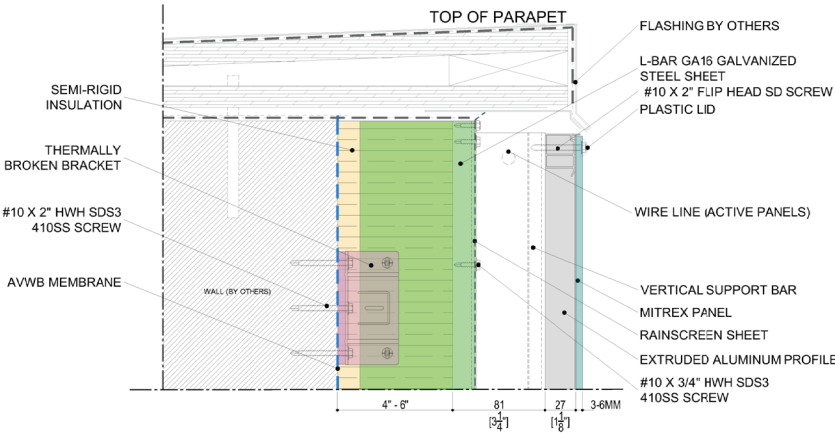 TOP OF PARAPET
FLASHING BY OTHERS
L-BAR GA16 GALVANIZED
STEEL SHEET
#10 X 2" FLIP HEAD SD SCREW
PLASTIC LID
SEMI-RIGID
INSULATION
THERMALLY
BROKEN BRACKET
#10 X 2" HWH SDS3
410SS SCREW
AVWB MEMBRANE
WALL (BY OTHERS)
WIRE LINE (ACTIVE PANELS)
VERTICAL SUPPORT BAR
MITREX PANEL
RAINSCREEN SHEET
EXTRUDED ALUMINUM PROFILE
#10 X 3/4" HWH SDS3
410SS SCREW
4" - 6" 81 27 3-6MM
[3 1/4"] [1 1/8"]